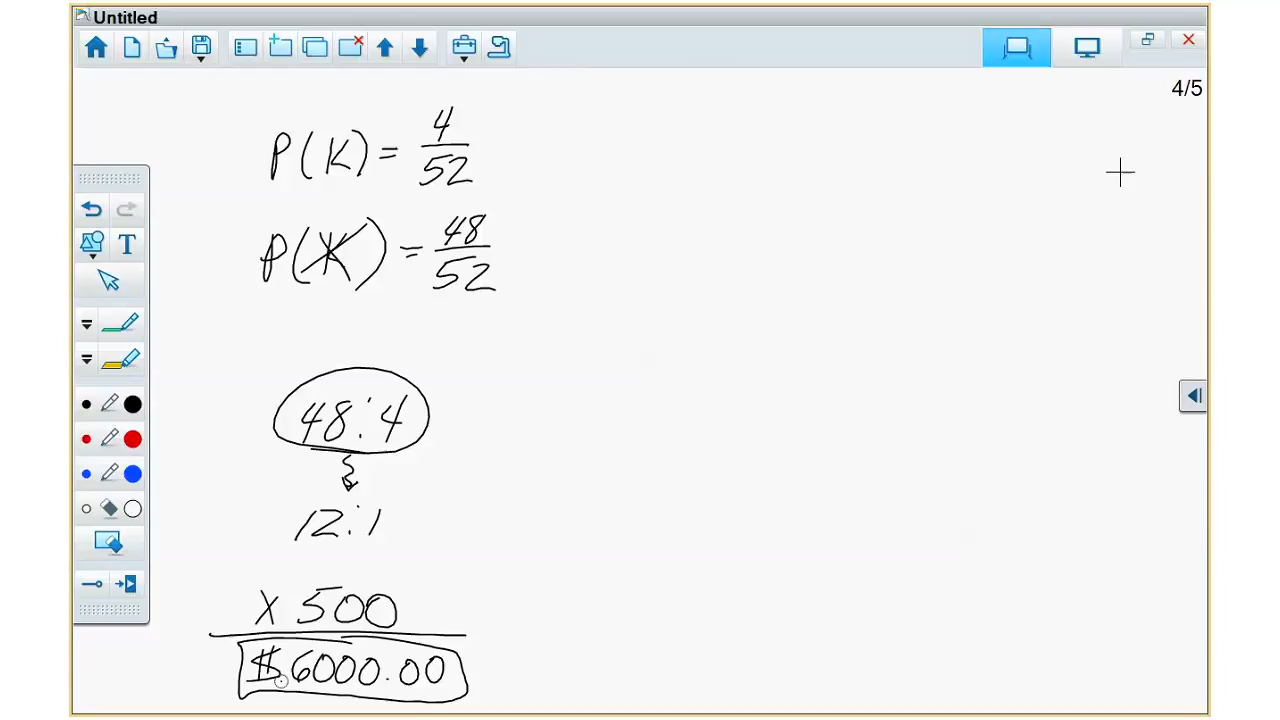 Untitled
4/5
P(K) = 4/52
P(K) = 48/52
T
48:4
12:1
X 500
$6000.00